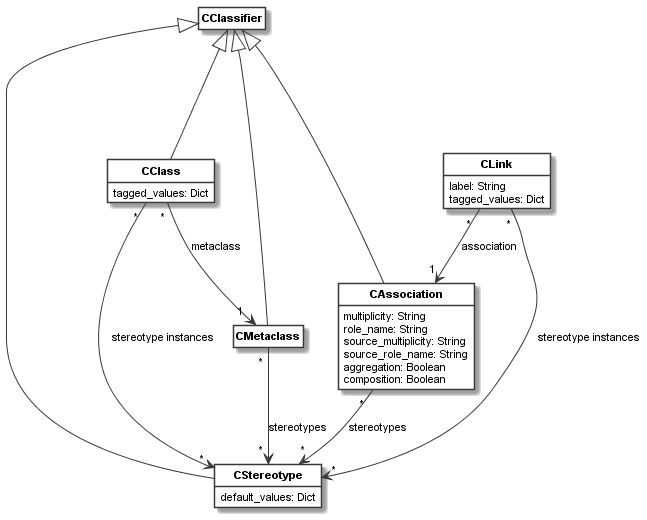 CClassifier
CClass
tagged_values: Dict
CLink
label: String
tagged_values: Dict
*
*
*
*
metaclass
association
1
CAssociation
multiplicity: String
role_name: String
source_multiplicity: String
source_role_name: String
aggregation: Boolean
composition: Boolean
1
CMetaclass
stereotype instances
stereotype instances
*
*
stereotypes
stereotypes
*
*
*
*
CStereotype
default_values: Dict